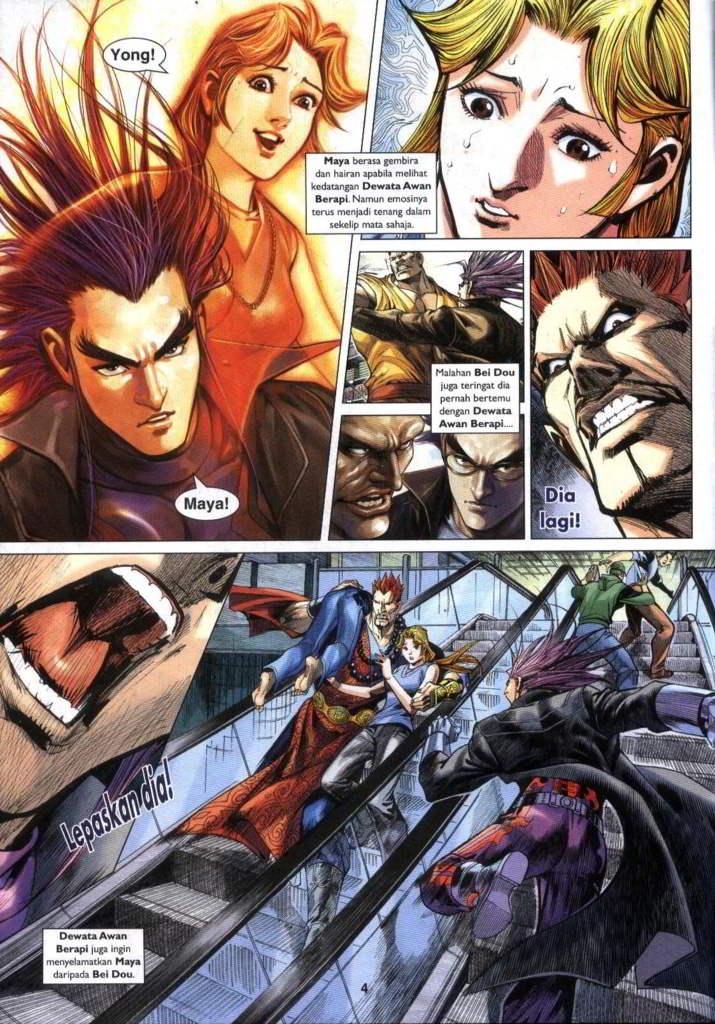 Yong!
Maya berasa gembira
dan hairan apabila melihat
kedatangan Dewata Awan
Berapi. Namun emosinya
terus menjadi tenang dalam
sekelip mata sahaja.
Maya!
Malahan Bei Dou
juga teringat dia
pernah bertemu
dengan Dewata
Awan Berapi....
Dia
lagi!
Lepaskan dia!
Dewata Awan
Berapi juga ingin
menyelamatkan Maya
daripada Bei Dou.
4